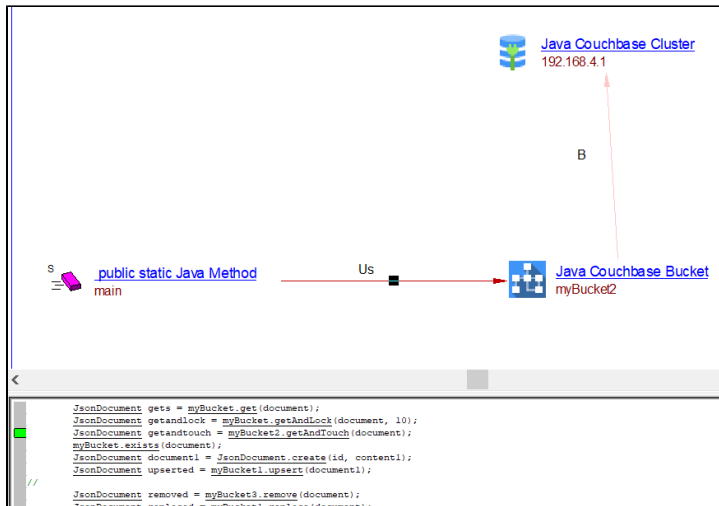 Java Couchbase Cluster
192.168.4.1
B
S
public static Java Method
main
Us
Java Couchbase Bucket
myBucket2
<
JsonDocument gets = myBucket.get(document);
JsonDocument getandlock = myBucket.getAndLock(document, 10);
JsonDocument getandtouch = myBucket2.getAndTouch(document);
myBucket.exists(document);
JsonDocument document1 = JsonDocument.create(id, content1);
JsonDocument upserted = myBucket1.upsert(document1);
//
JsonDocument removed = myBucket3.remove(document);